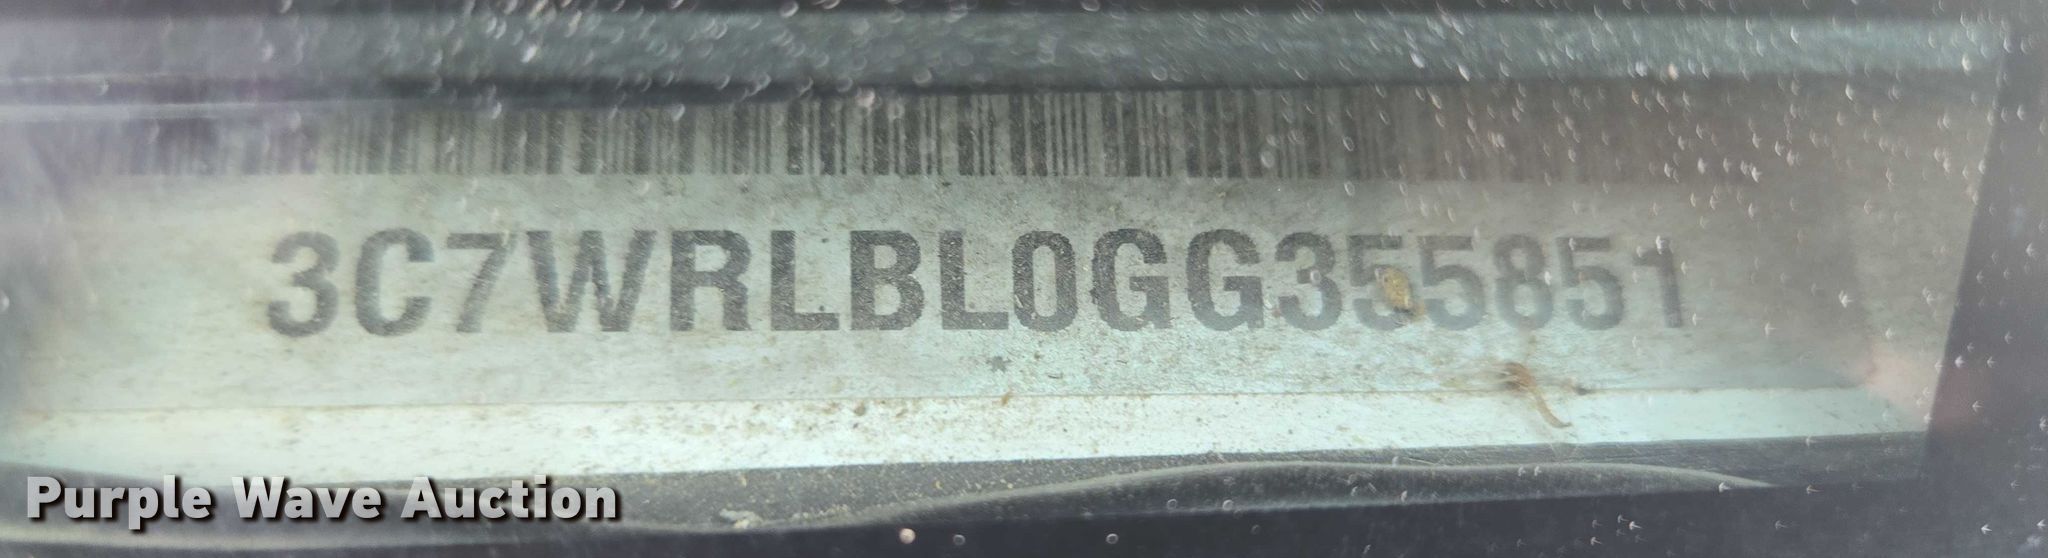 3C7WRLBL0GG355851
Purple Wave Auction